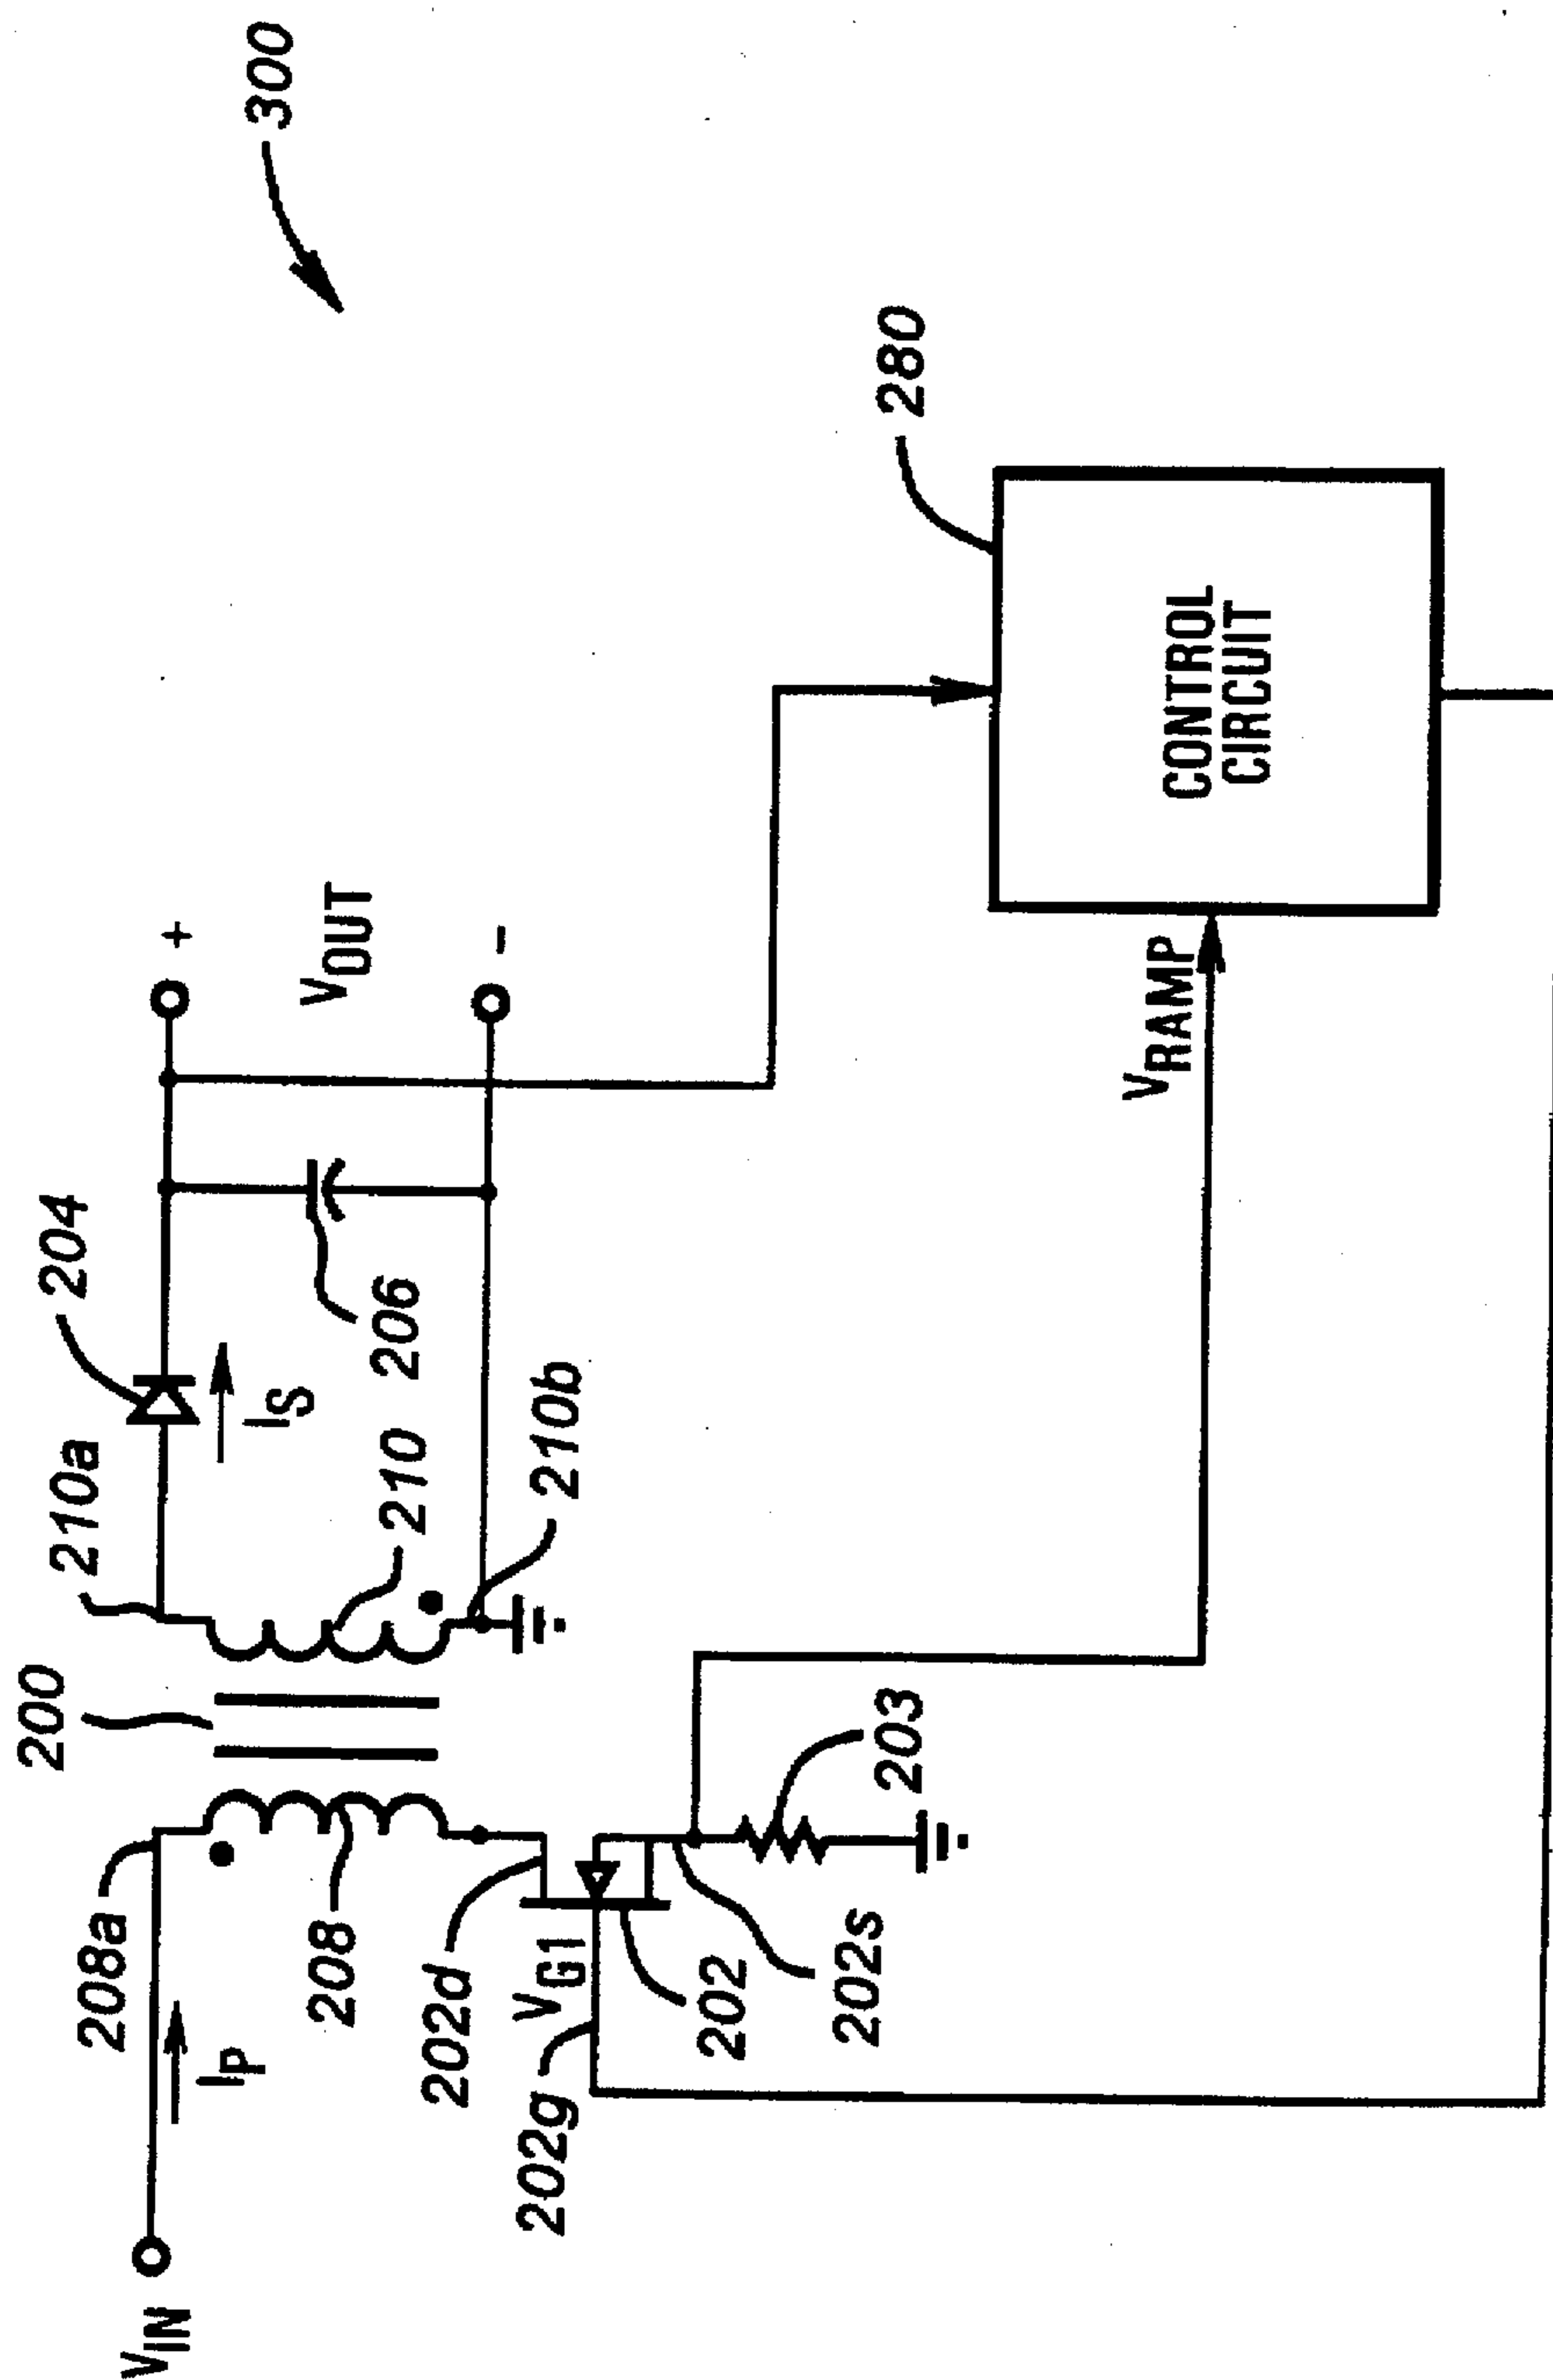 300
200
210a
204
+
208a
VIN
IP
IS
VOUT
208
210
206
-
202d
210b
202g
VG1
202
203
280
202s
VRAMP
CONTROL
CIRCUIT